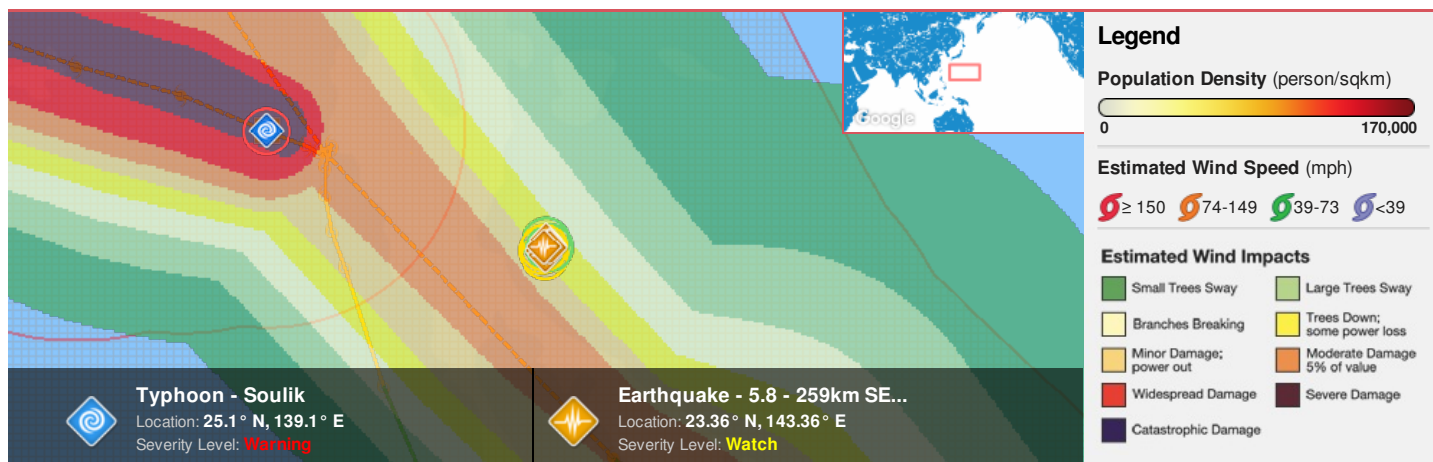 Google
Typhoon - Soulik
Location: 25.1° N, 139.1° E
Severity Level: Warning
Earthquake - 5.8 - 259km SE...
Location: 23.36° N, 143.36° E
Severity Level: Watch
Legend
Population Density (person/sqkm)
0 170,000
Estimated Wind Speed (mph)
≥ 150 74-149 39-73 <39
Estimated Wind Impacts
Small Trees Sway Large Trees Sway
Branches Breaking Trees Down;
some power loss
Minor Damage;
power out Moderate Damage
5% of value
Widespread Damage Severe Damage
Catastrophic Damage